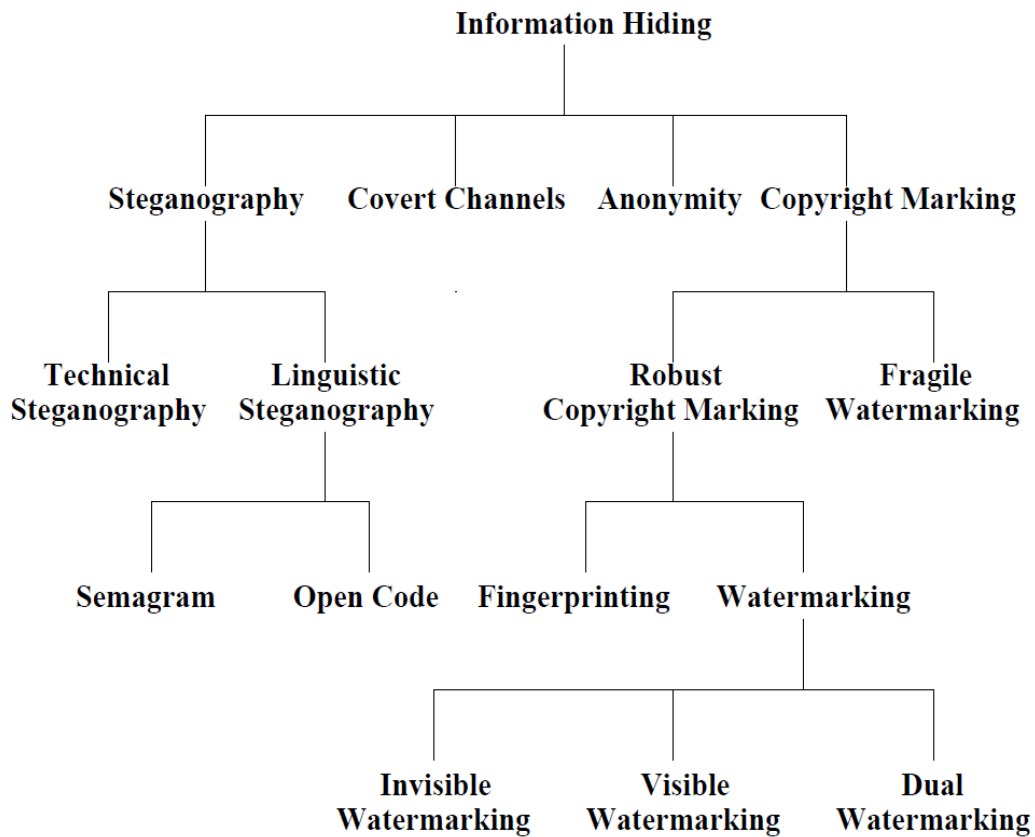 Information Hiding
Steganography
Covert Channels
Anonymity
Copyright Marking
Technical
Steganography
Linguistic
Steganography
Robust
Copyright Marking
Fragile
Watermarking
Semagram
Open Code
Fingerprinting
Watermarking
Invisible
Watermarking
Visible
Watermarking
Dual
Watermarking